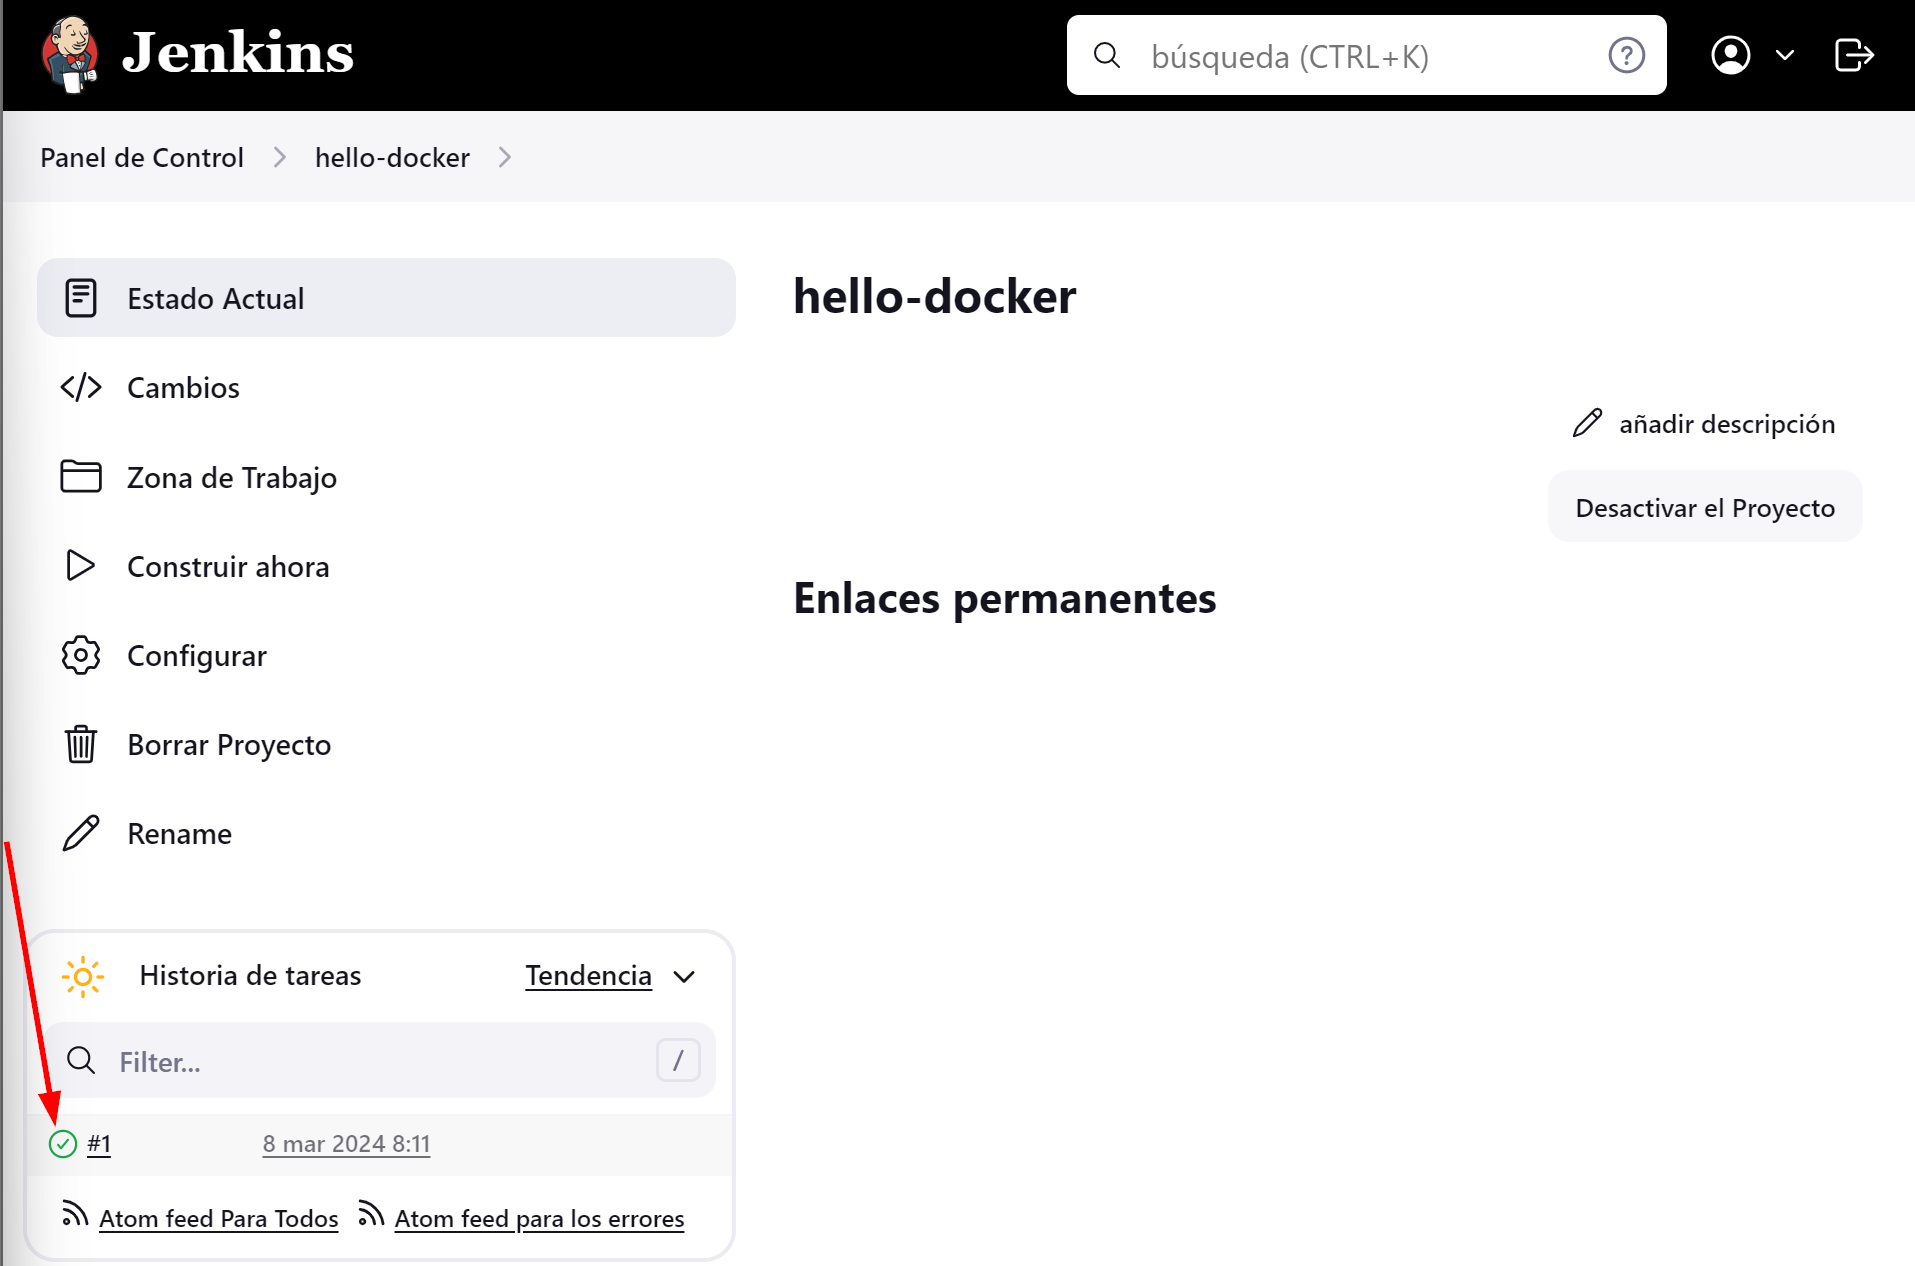 Jenkins
búsqueda (CTRL+K)
Panel de Control
hello-docker
Estado Actual
Cambios
Zona de Trabajo
Construir ahora
Configurar
Borrar Proyecto
Rename
Historia de tareas
Tendencia
Filter...
/
#1
8 mar 2024 8:11
Atom feed Para Todos
Atom feed para los errores
hello-docker
añadir descripción
Desactivar el Proyecto
Enlaces permanentes